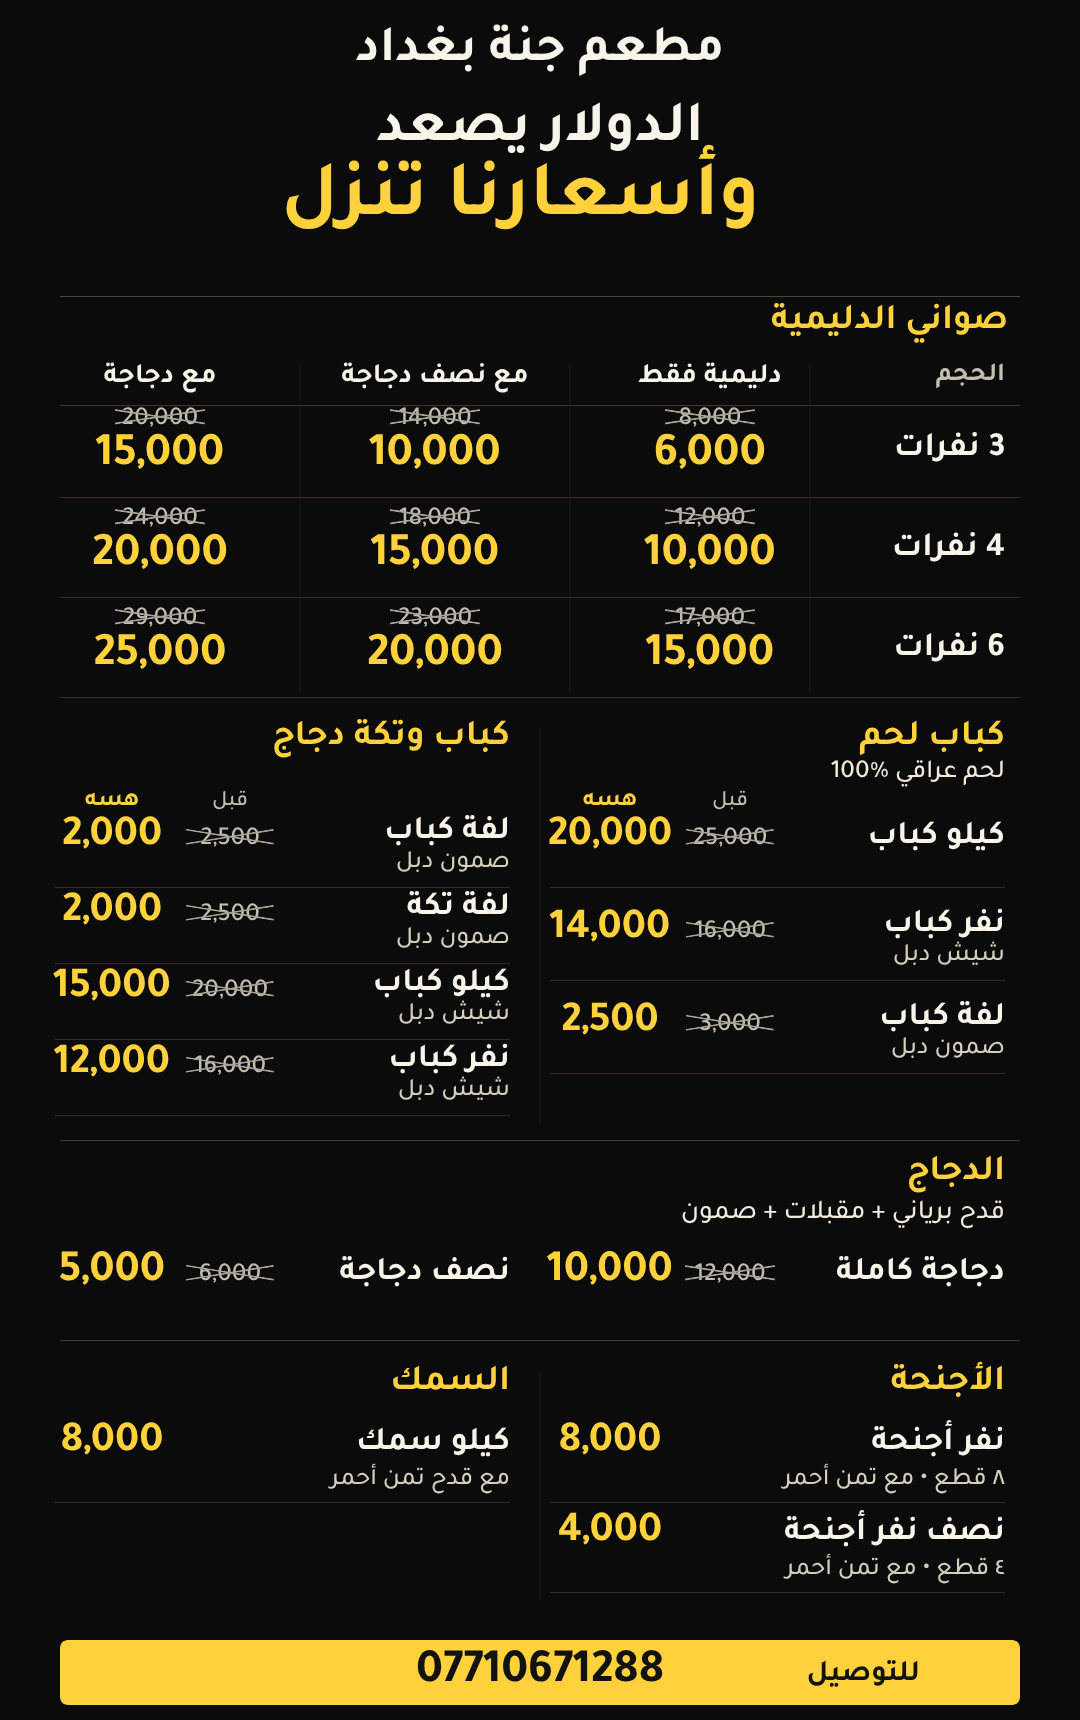 مطعم جنة بغداد
الدولار يصعد
وأسعارنا تنزل
صواني الدليمية
الحجم دليمية فقط مع نصف دجاجة مع دجاجة
8,000 14,000 20,000
3 نفرات 6,000 10,000 15,000
12,000 18,000 24,000
4 نفرات 10,000 15,000 20,000
17,000 23,000 29,000
6 نفرات 15,000 20,000 25,000
كباب لحم
لحم عراقي 100%
قبل هسه
كيلو كباب 25,000 20,000
نفر كباب 16,000 14,000
شيش دبل
لفة كباب 3,000 2,500
صمون دبل
كباب وتكة دجاج
قبل هسه
لفة كباب 2,500 2,000
صمون دبل
لفة تكة 2,500 2,000
صمون دبل
كيلو كباب 20,000 15,000
شيش دبل
نفر كباب 16,000 12,000
شيش دبل
الدجاج
قدح برياني + مقبلات + صمون
دجاجة كاملة 12,000 10,000
نصف دجاجة 6,000 5,000
الأجنحة
نفر أجنحة 8,000
٨ قطع • مع تمن أحمر
نصف نفر أجنحة 4,000
٤ قطع • مع تمن أحمر
السمك
كيلو سمك 8,000
مع قدح تمن أحمر
للتوصيل 07710671288